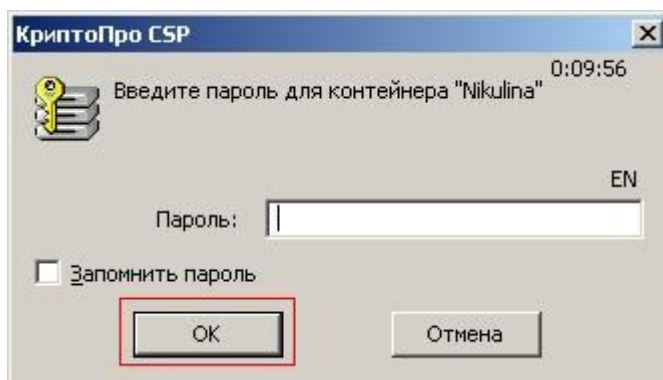 КриптоПро CSP
0:09:56
Введите пароль для контейнера "Nikulina"
EN
Пароль:
Запомнить пароль
OK
Отмена